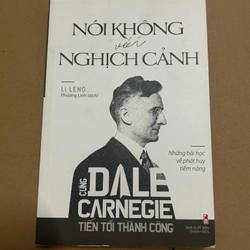 NÓI KHÔNG
với
NGHỊCH CẢNH
LI LENG
Phương Linh (dịch)
Những bài học
về phát huy
tiềm năng
CÙNG
DALE
CARNEGIE
TIẾN TỚI THÀNH CÔNG